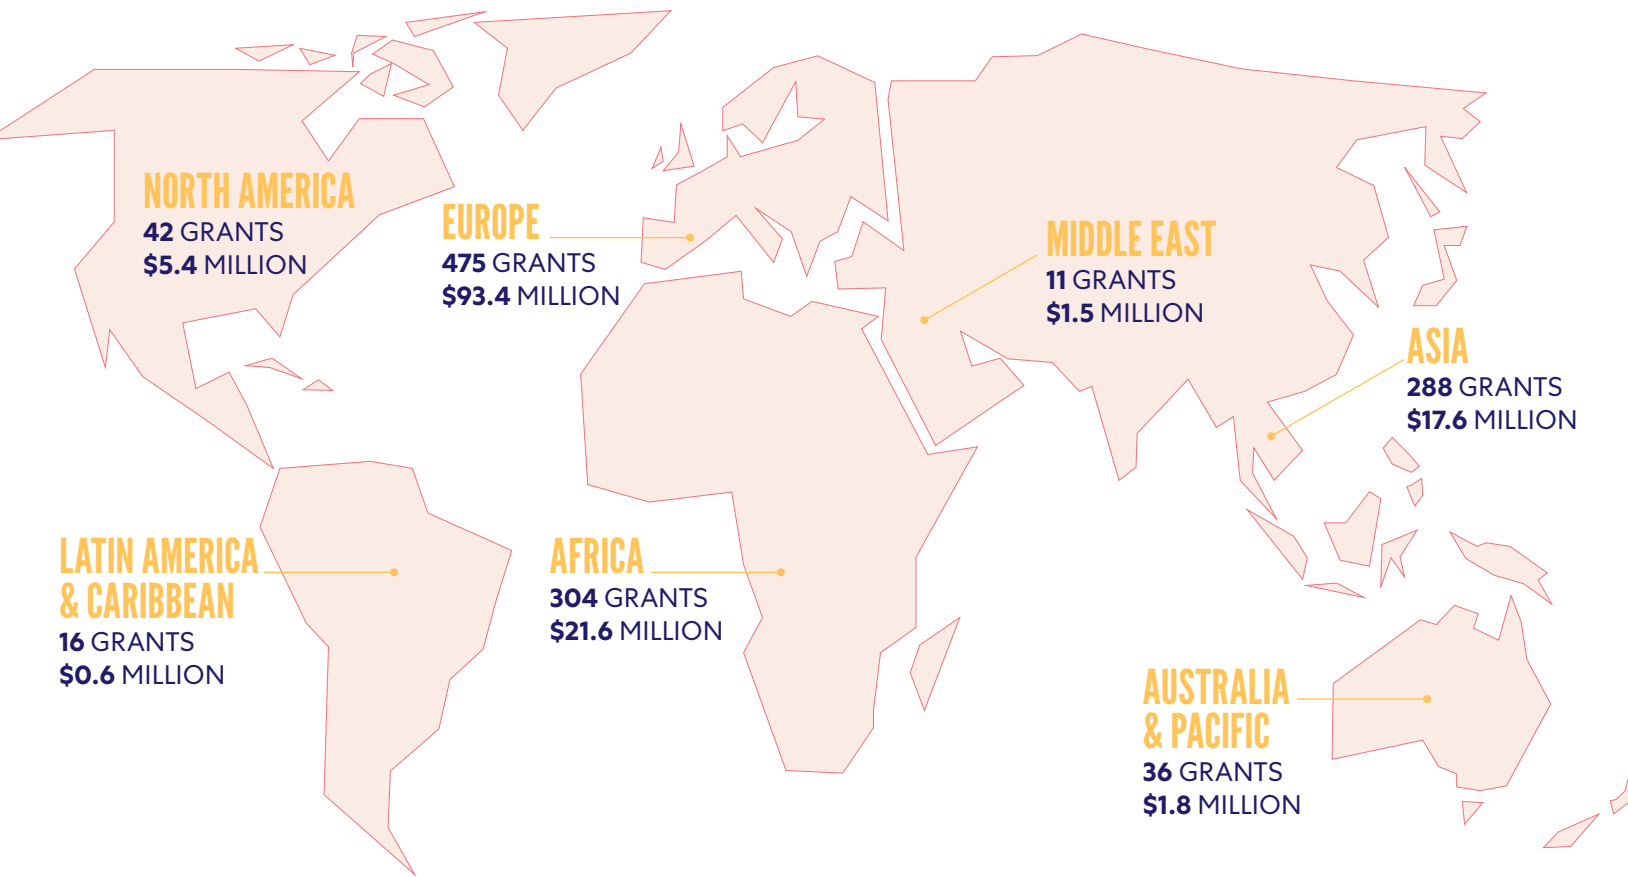 NORTH AMERICA
42 GRANTS
$5.4 MILLION
EUROPE
475 GRANTS
$93.4 MILLION
MIDDLE EAST
11 GRANTS
$1.5 MILLION
ASIA
288 GRANTS
$17.6 MILLION
LATIN AMERICA
& CARIBBEAN
16 GRANTS
$0.6 MILLION
AFRICA
304 GRANTS
$21.6 MILLION
AUSTRALIA
& PACIFIC
36 GRANTS
$1.8 MILLION